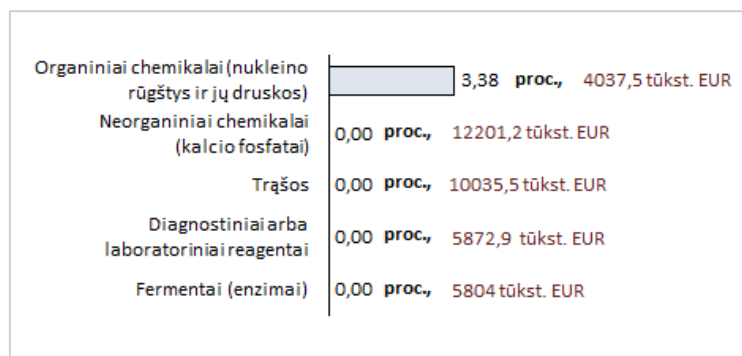 Organiniai chemikalai (nukleino
rūgštys ir jų druskos)
3,38 proc., 4037,5 tūkst. EUR
Neorganiniai chemikalai
(kalcio fosfatai)
0,00 proc., 12201,2 tūkst. EUR
Trąšos
0,00 proc., 10035,5 tūkst. EUR
Diagnostiniai arba
laboratoriniai reagentai
0,00 proc., 5872,9 tūkst. EUR
Fermentai (enzimai)
0,00 proc., 5804 tūkst. EUR